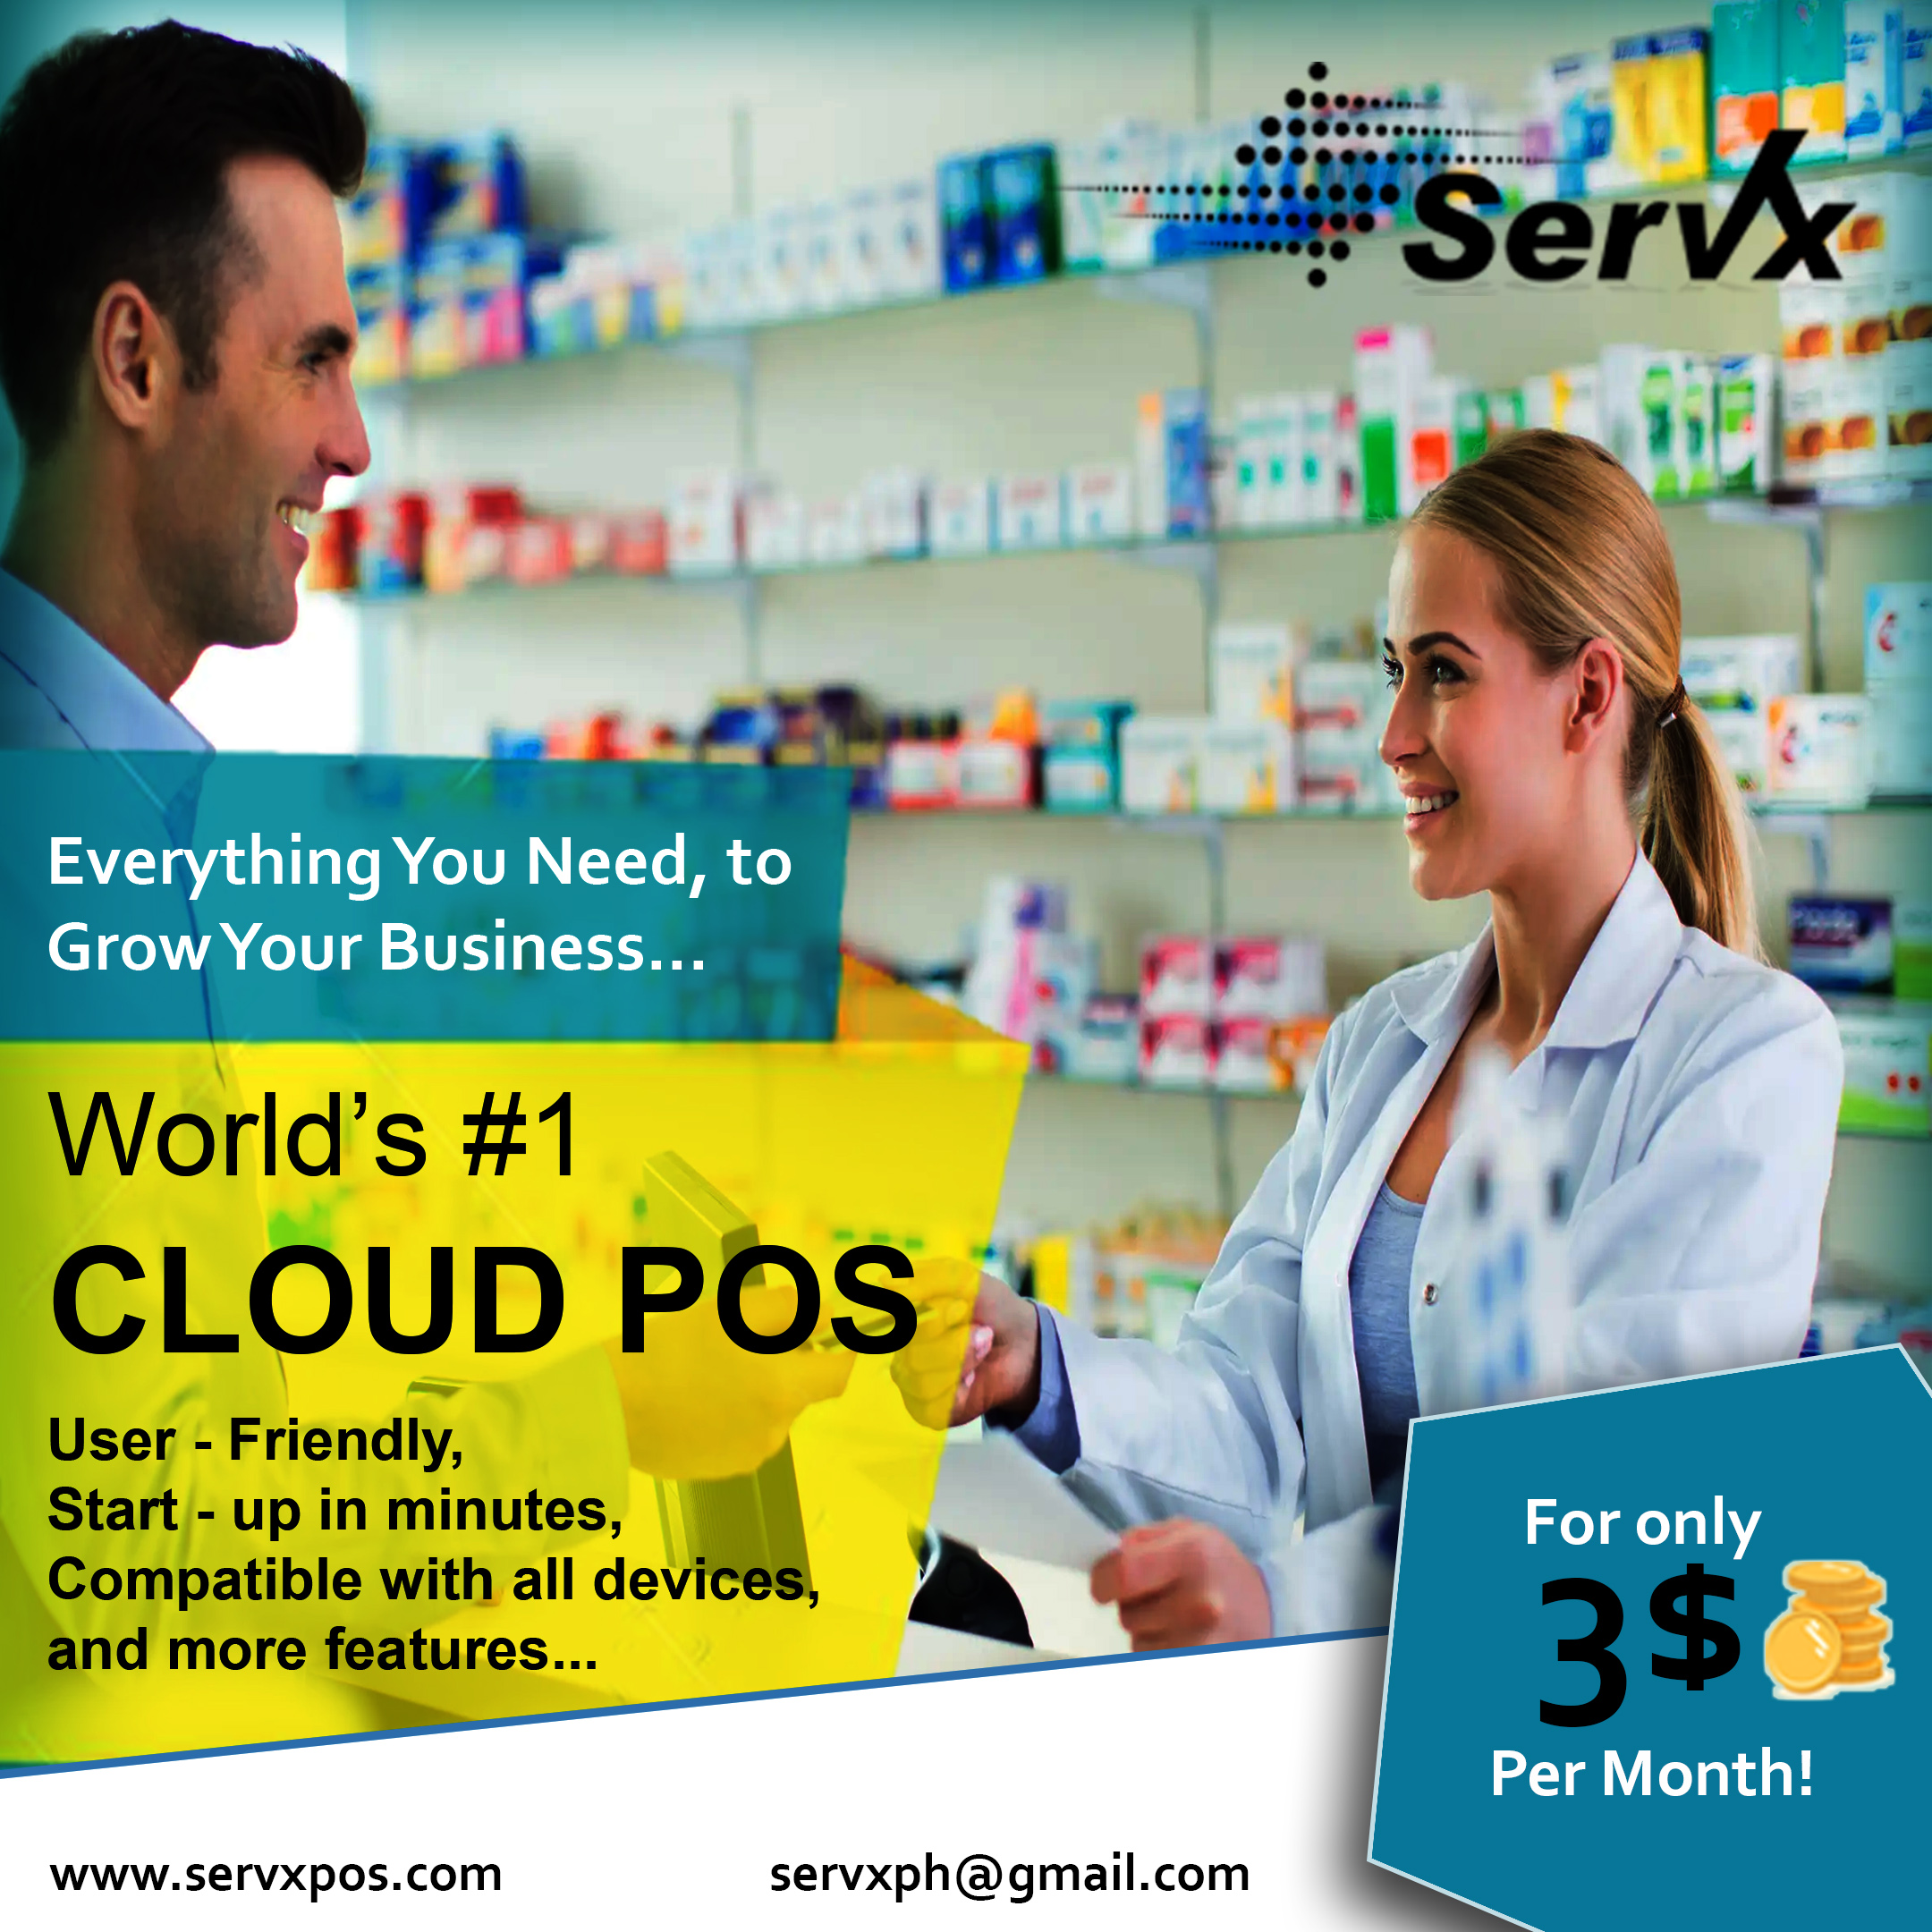 Servx
Everything You Need, to
Grow Your Business...
World's #1
CLOUD POS
User - Friendly,
Start - up in minutes,
Compatible with all devices,
and more features...
For only
3$
Per Month!
www.servxpos.com
servxph@gmail.com